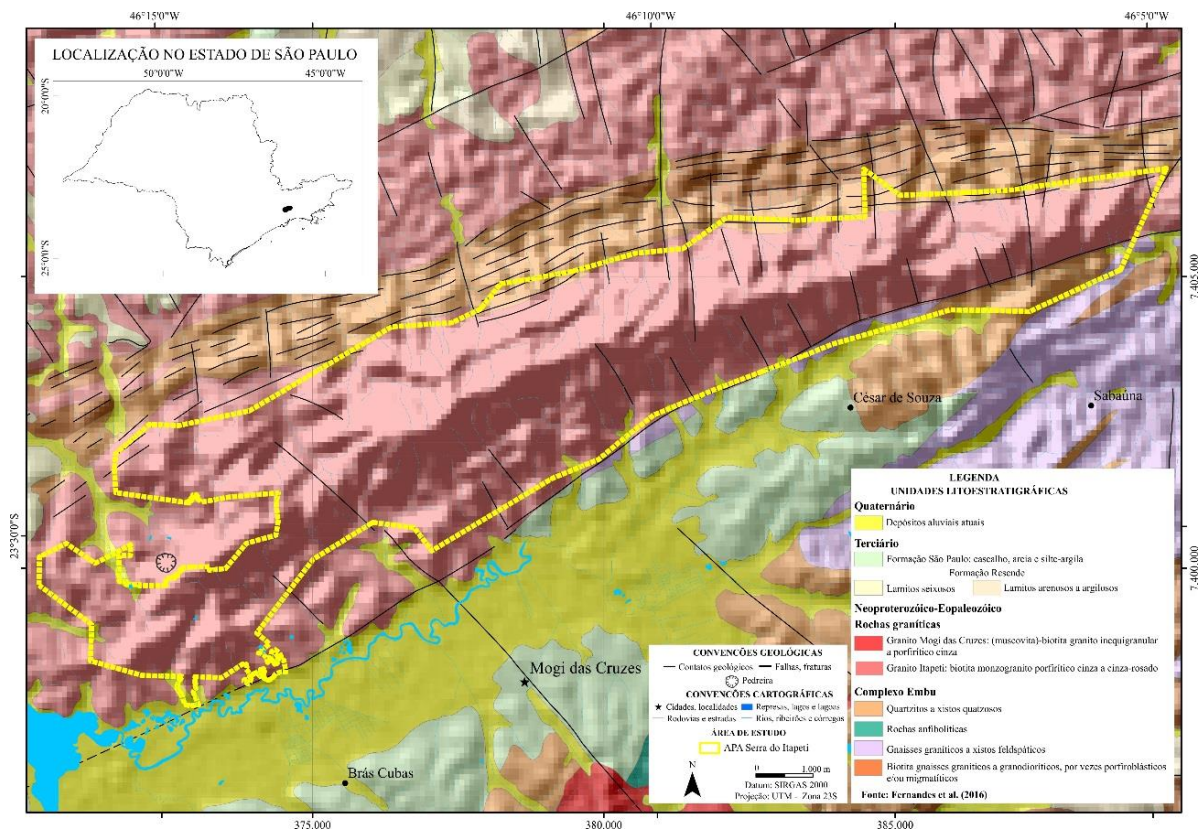 46°15'0"W
46°10'0"W
46°5'0"W
LOCALIZAÇÃO NO ESTADO DE SÃO PAULO
50°0'0"W
45°0'0"W
20°0'0"S
25°0'0"S
7.405.000
César de Souza
Sabaúna
23°30'0"S
7.400.000
Mogi das Cruzes
Brás Cubas
LEGENDA
UNIDADES LITOESTRATIGRÁFICAS
Quaternário
Depósitos aluviais atuais
Terciário
Formação São Paulo: cascalho, areia e silte-argila
Formação Resende
Lamitos seixosos
Lamitos arenosos a argilosos
Neoproterozóico-Eopaleozóico
Rochas graníticas
Granito Mogi das Cruzes: (muscovita)-biotita granito inequigranular
a porfirítico cinza
Granito Itapeti: biotita monzogranito porfirítico cinza a cinza-rosado
Complexo Embu
Quartzitos a xistos quatzosos
Rochas anfibolíticas
Gnaisses graníticos a xistos feldspáticos
Biotita gnaisses graníticos a granodioríticos, por vezes porfiroblásticos
e/ou migmatíticos
Fonte: Fernandes et al. (2016)
CONVENÇÕES GEOLÓGICAS
Contatos geológicos
Falhas, fraturas
Pedreira
CONVENÇÕES CARTOGRÁFICAS
Cidades, localidades
Represas, lagos e lagoas
Rodovias e estradas
Rios, ribeirões e córregos
ÁREA DE ESTUDO
APA Serra do Itapeti
N
0
1.000 m
Datum: SIRGAS 2000
Projeção: UTM - Zona 23S
375.000
380.000
385.000